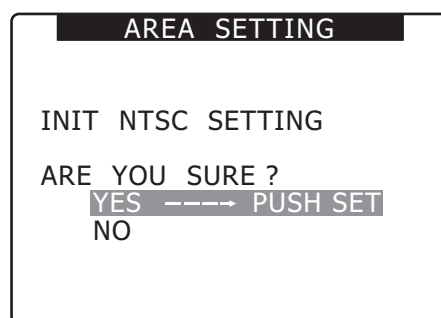 AREA SETTING
INIT NTSC SETTING
ARE YOU SURE ?
YES ----→ PUSH SET
NO